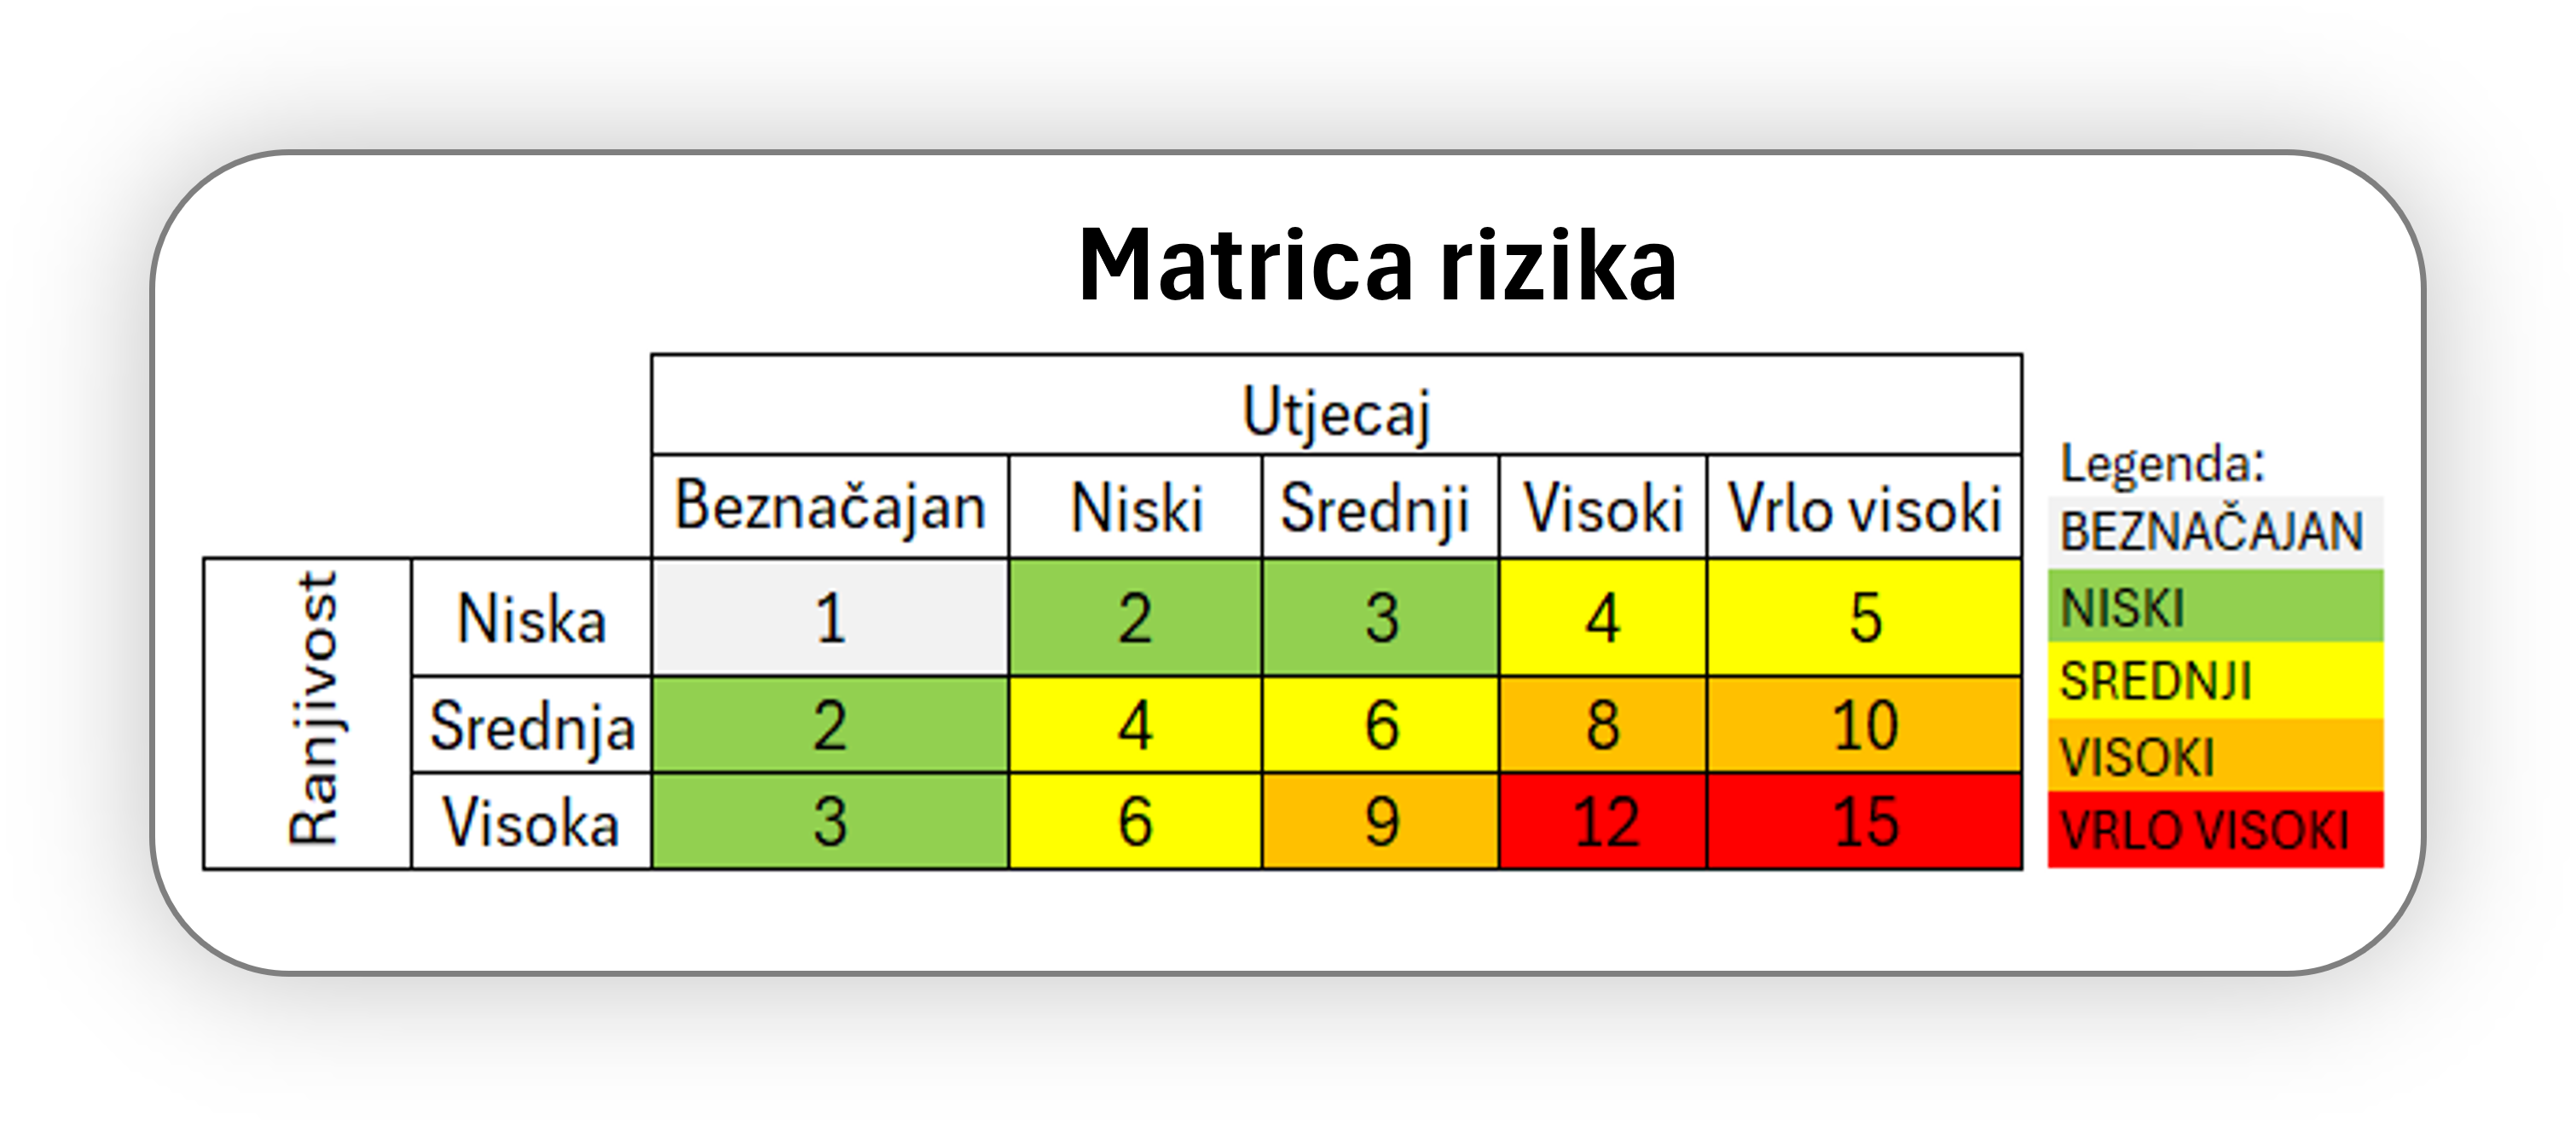 Matrica rizika
Utjecaj
Beznačajan Niski Srednji Visoki Vrlo visoki
Ranjivost
Niska 1 2 3 4 5
Srednja 2 4 6 8 10
Visoka 3 6 9 12 15
Legenda:
BEZNAČAJAN
NISKI
SREDNJI
VISOKI
VRLO VISOKI